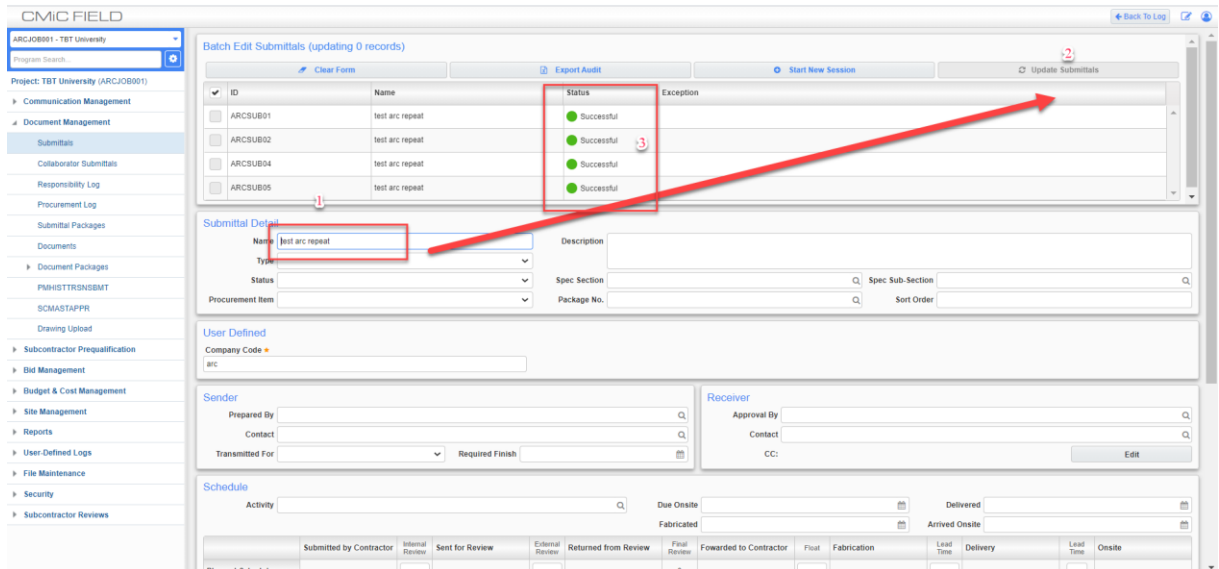 CMiC FIELD
Back To Log
ARCJOB001 - TBT University
Program Search...
Project: TBT University (ARCJOB001)
Communication Management
Document Management
Submittals
Collaborator Submittals
Responsibility Log
Procurement Log
Submittal Packages
Documents
Document Packages
PMHISTTRSNSBMT
SCMASTAPPR
Drawing Upload
Subcontractor Prequalification
Bid Management
Budget & Cost Management
Site Management
Reports
User-Defined Logs
File Maintenance
Security
Subcontractor Reviews
Batch Edit Submittals (updating 0 records)
2
Clear Form Export Audit Start New Session Update Submittals
ID Name Status Exception
ARCSUB01 test arc repeat Successful
ARCSUB02 test arc repeat Successful
3
ARCSUB04 test arc repeat Successful
ARCSUB05 test arc repeat Successful
1
Submittal Detail
Name test arc repeat Description
Type
Status Spec Section Spec Sub-Section
Procurement Item Package No. Sort Order
User Defined
Company Code
arc
Sender
Prepared By
Contact
Transmitted For Required Finish
Receiver
Approval By
Contact
CC: Edit
Schedule
Activity Due Onsite Delivered
Fabricated Arrived Onsite
Submitted by Contractor Internal Review Sent for Review External Review Returned from Review Final Review Fowarded to Contractor Float Fabrication Lead Time Delivery Lead Time Onsite